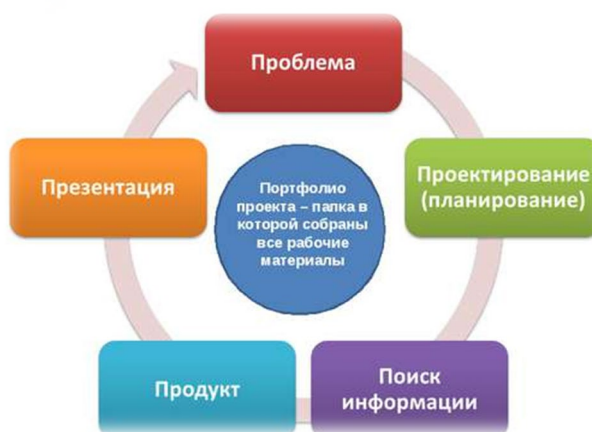 Проблема
Проектирование
(планирование)
Поиск
информации
Продукт
Презентация
Портфолио
проекта – папка в
которой собраны
все рабочие
материалы